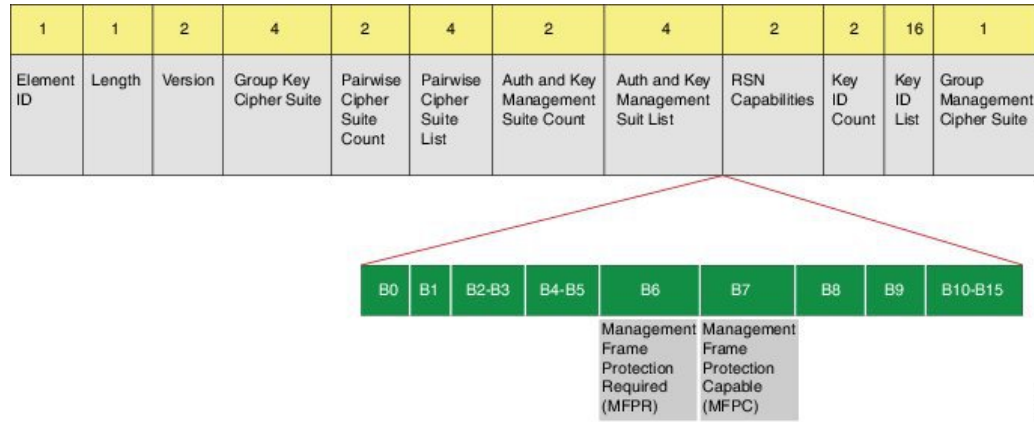 1 1 2 4 2 4 2 4 2 2 16 1
Element
ID
Length
Version
Group Key
Cipher Suite
Pairwise
Cipher
Suite
Count
Pairwise
Cipher
Suite
List
Auth and Key
Management
Suite Count
Auth and Key
Management
Suit List
RSN
Capabilities
Key
ID
Count
Key
ID
List
Group
Management
Cipher Suite
B0 B1 B2-B3 B4-B5 B6 B7 B8 B9 B10-B15
Management
Frame
Protection
Required
(MFPR)
Management
Frame
Protection
Capable
(MFPC)